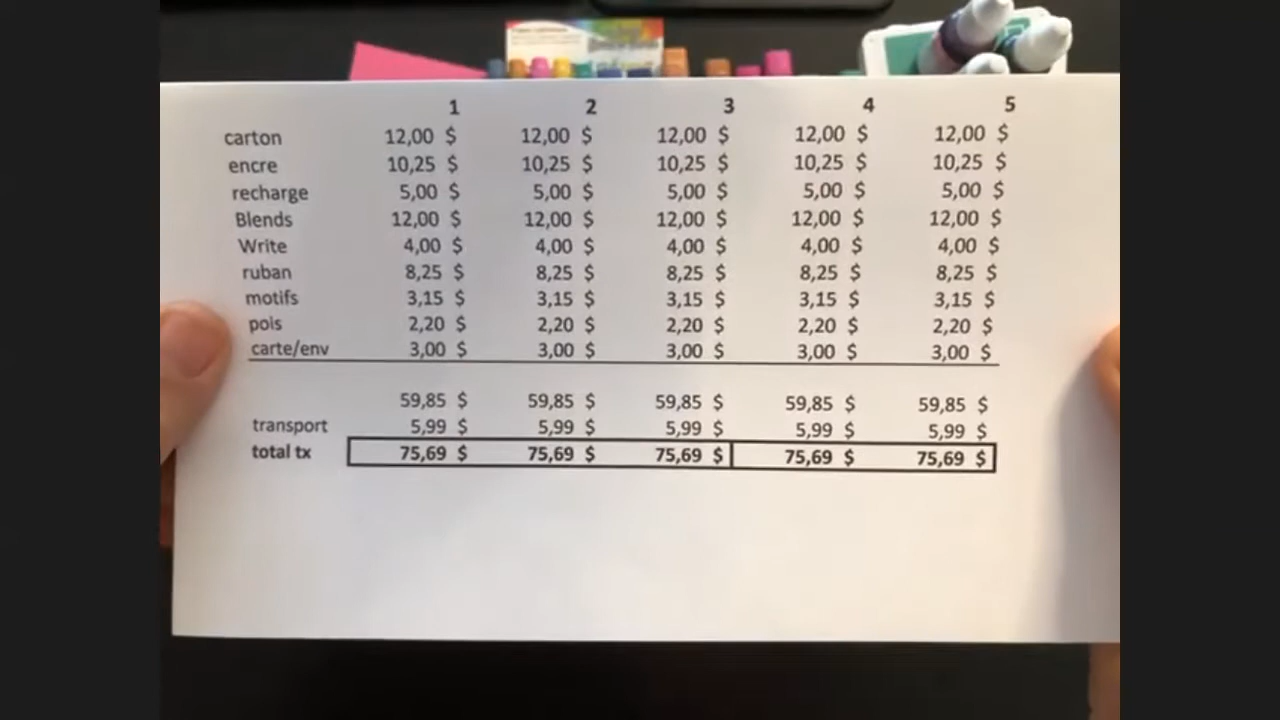 1 2 3 4 5
carton 12,00 $ 12,00 $ 12,00 $ 12,00 $ 12,00 $
encre 10,25 $ 10,25 $ 10,25 $ 10,25 $ 10,25 $
recharge 5,00 $ 5,00 $ 5,00 $ 5,00 $ 5,00 $
Blends 12,00 $ 12,00 $ 12,00 $ 12,00 $ 12,00 $
Write 4,00 $ 4,00 $ 4,00 $ 4,00 $ 4,00 $
ruban 8,25 $ 8,25 $ 8,25 $ 8,25 $ 8,25 $
motifs 3,15 $ 3,15 $ 3,15 $ 3,15 $ 3,15 $
pois 2,20 $ 2,20 $ 2,20 $ 2,20 $ 2,20 $
carte/env 3,00 $ 3,00 $ 3,00 $ 3,00 $ 3,00 $
59,85 $ 59,85 $ 59,85 $ 59,85 $ 59,85 $
transport 5,99 $ 5,99 $ 5,99 $ 5,99 $ 5,99 $
total tx 75,69 $ 75,69 $ 75,69 $ 75,69 $ 75,69 $